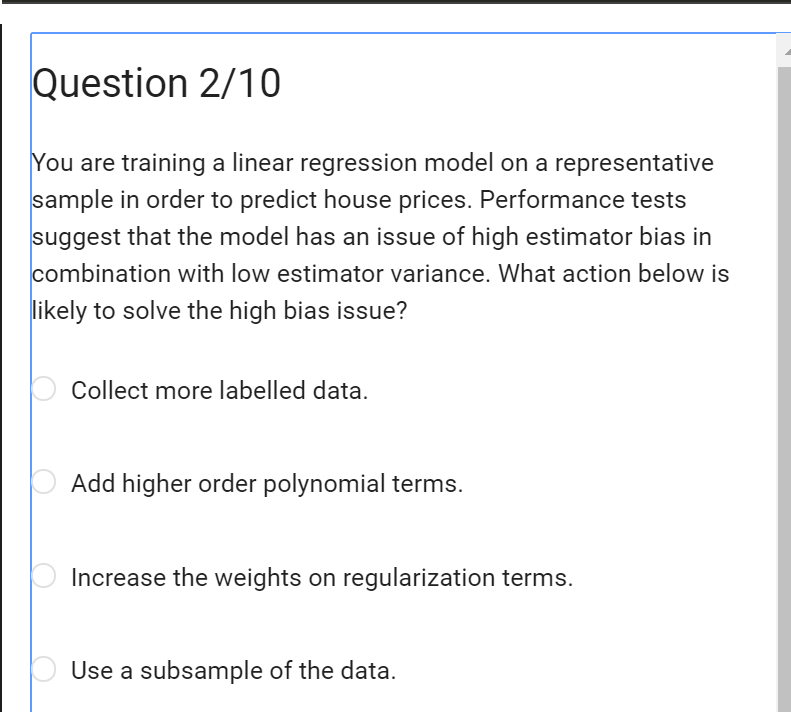 Question 2/10
You are training a linear regression model on a representative
sample in order to predict house prices. Performance tests
suggest that the model has an issue of high estimator bias in
combination with low estimator variance. What action below is
likely to solve the high bias issue?
Collect more labelled data.
Add higher order polynomial terms.
Increase the weights on regularization terms.
Use a subsample of the data.